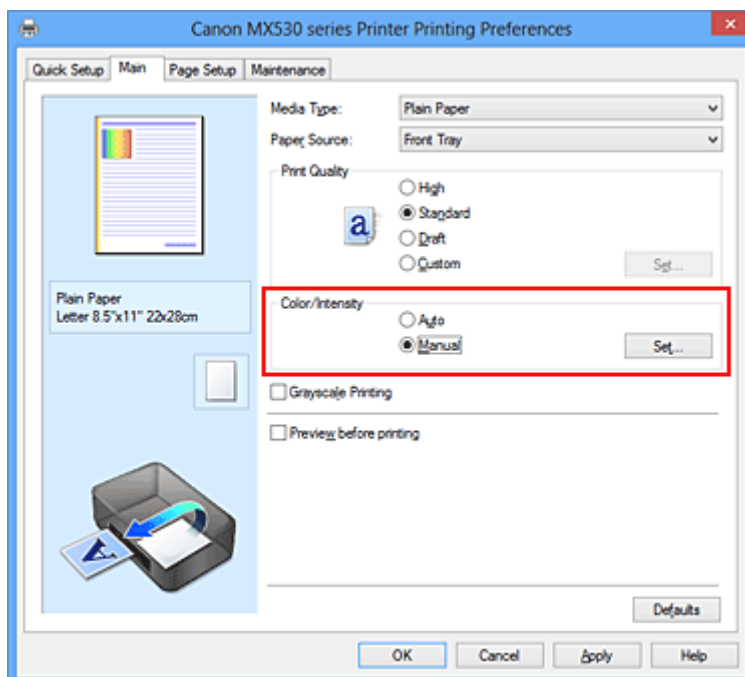 Canon MX530 series Printer Printing Preferences
Quick Setup Main Page Setup Maintenance
Media Type: Plain Paper
Paper Source: Front Tray
Print Quality
High
a Standard
Draft
Custom Set...
Plain Paper
Letter 8.5"x11" 22x28cm
Color/Intensity
Auto
Manual Set...
Grayscale Printing
Preview before printing
A
Defaults
OK Cancel Apply Help